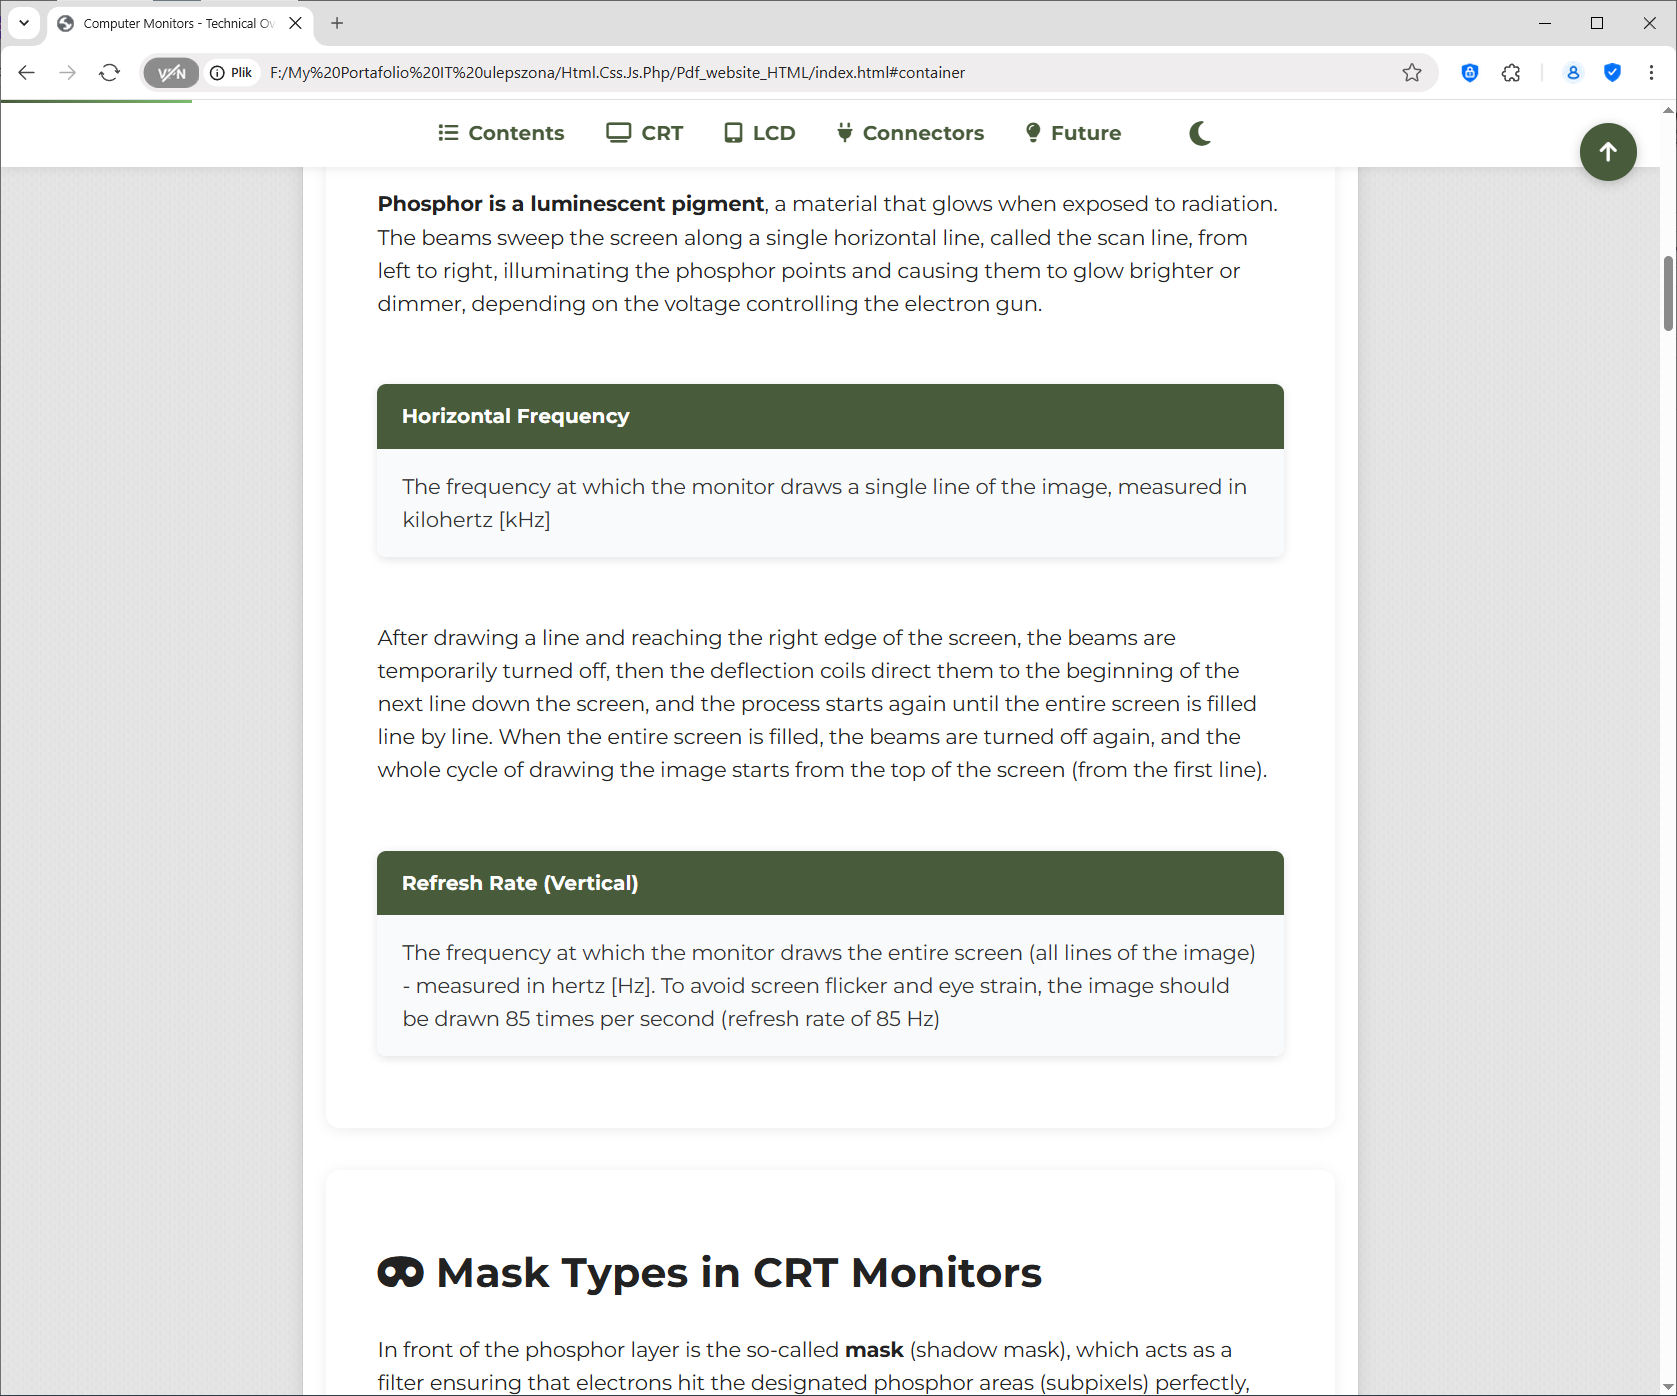 Computer Monitors - Technical Ov
VPN
Plik
F:/My%20Portafolio%20IT%20ulepszona/Html.Css.Js.Php/Pdf_website_HTML/index.html#container
Contents CRT LCD Connectors Future
Phosphor is a luminescent pigment, a material that glows when exposed to radiation.
The beams sweep the screen along a single horizontal line, called the scan line, from
left to right, illuminating the phosphor points and causing them to glow brighter or
dimmer, depending on the voltage controlling the electron gun.
Horizontal Frequency
The frequency at which the monitor draws a single line of the image, measured in
kilohertz [kHz]
After drawing a line and reaching the right edge of the screen, the beams are
temporarily turned off, then the deflection coils direct them to the beginning of the
next line down the screen, and the process starts again until the entire screen is filled
line by line. When the entire screen is filled, the beams are turned off again, and the
whole cycle of drawing the image starts from the top of the screen (from the first line).
Refresh Rate (Vertical)
The frequency at which the monitor draws the entire screen (all lines of the image)
- measured in hertz [Hz]. To avoid screen flicker and eye strain, the image should
be drawn 85 times per second (refresh rate of 85 Hz)
Mask Types in CRT Monitors
In front of the phosphor layer is the so-called mask (shadow mask), which acts as a
filter ensuring that electrons hit the designated phosphor areas (subpixels) perfectly,